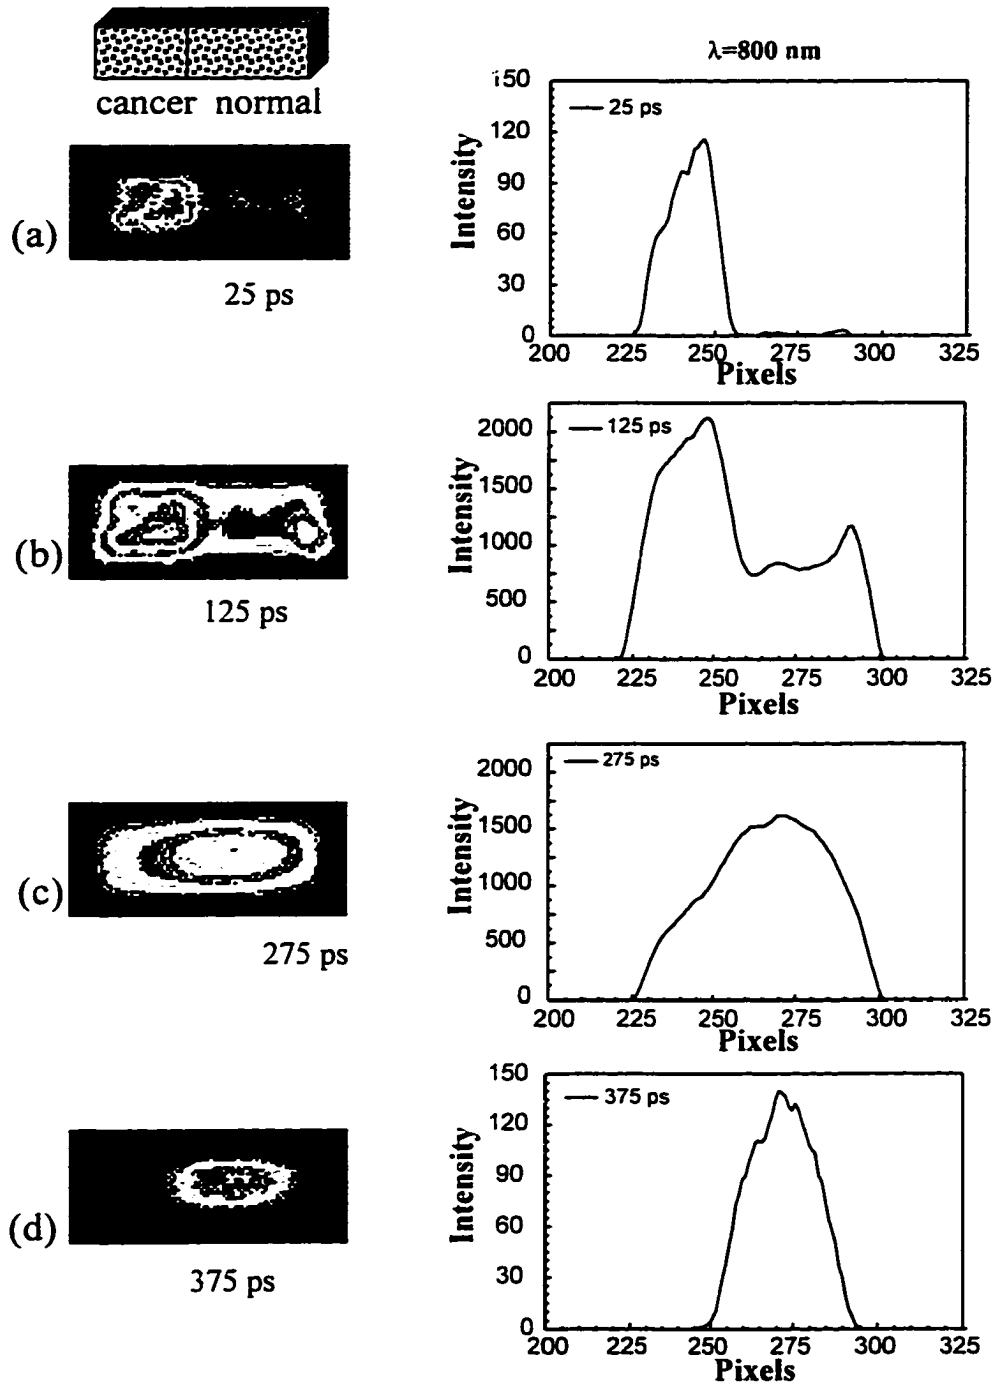 cancer normal
λ=800 nm
(a)
25 ps
150
120
90
60
30
0
Intensity
25 ps
200 225 250 275 300 325
Pixels
(b)
125 ps
2000
1500
1000
500
0
Intensity
125 ps
200 225 250 275 300 325
Pixels
(c)
275 ps
2000
1500
1000
500
0
Intensity
275 ps
200 225 250 275 300 325
Pixels
(d)
375 ps
150
120
90
60
30
0
Intensity
375 ps
200 225 250 275 300 325
Pixels